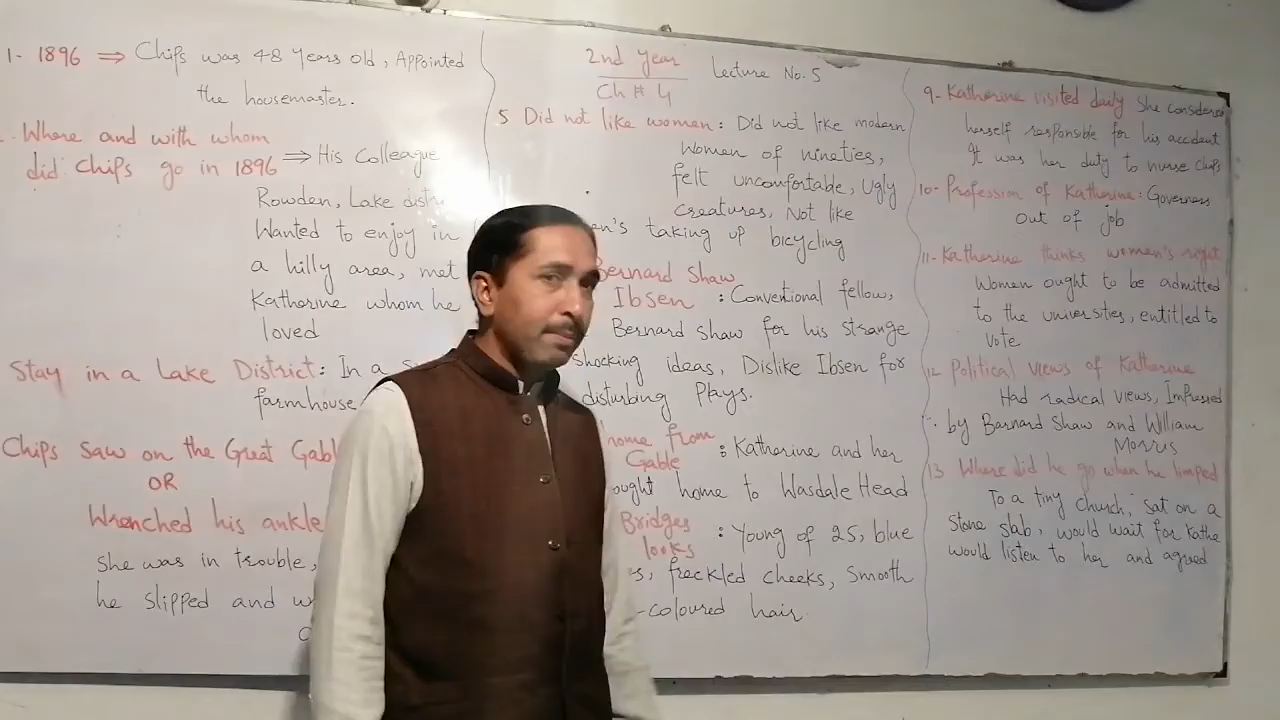 1- 1896 ⇒ Chips was 48 Years old, Appointed
the housemaster.
Where and with whom
did Chips go in 1896 ⇒ His Colleague
Rowden, Lake
Wanted to enjoy in
a hilly area, met
Katherine whom he
loved
Stay in a Lake District: In a
farmhouse
Chips Saw on the Great
OR
Wrenched his ankle
She was in trouble,
he slipped and
2nd Year
Ch # 4
Lecture No. 5
5 Did not like women: Did not like modern
Women of nineties,
felt uncomfortable, Ugly
Creatures, Not like
taking up bicycling
Bernard Shaw
Ibsen : Conventional fellow,
Bernard Shaw for his strange
shocking ideas, Dislike Ibsen for
disturbing Plays.
home from
Gable : Katherine and her
home to Wasdale Head
Bridges
looks : Young of 25, blue
freckled cheeks, Smooth
-coloured hair.
9- Katherine visited daily She considered
herself responsible for his accident
It was her duty to nurse Chips
10- Profession of Katherine: Governess
Out of job
11- Katherine thinks women's right
Women ought to be admitted
to the universities, entitled to
Vote
12 Political views of Katherine
Had radical views, Impressed
by Barnard Shaw and William
Morris
13 Where did he go when he limped
To a tiny Church, sat on a
Stone slab, would wait for Kathe
would listen to her and agreed